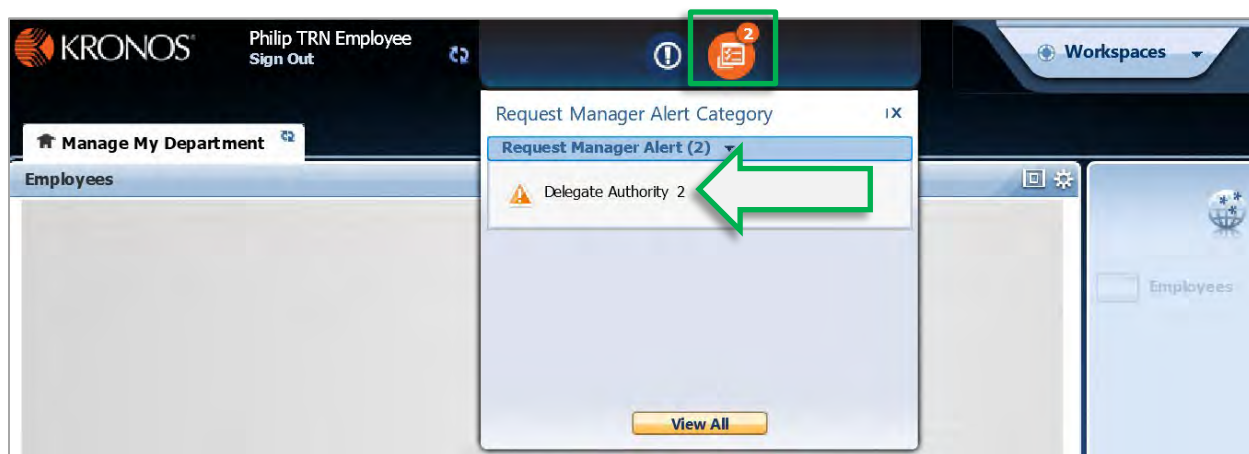 KRONOS
Philip TRN Employee
Sign Out
2
Workspaces
Manage My Department
Request Manager Alert Category
X
Request Manager Alert (2)
Employees
Delegate Authority 2
Employees
View All